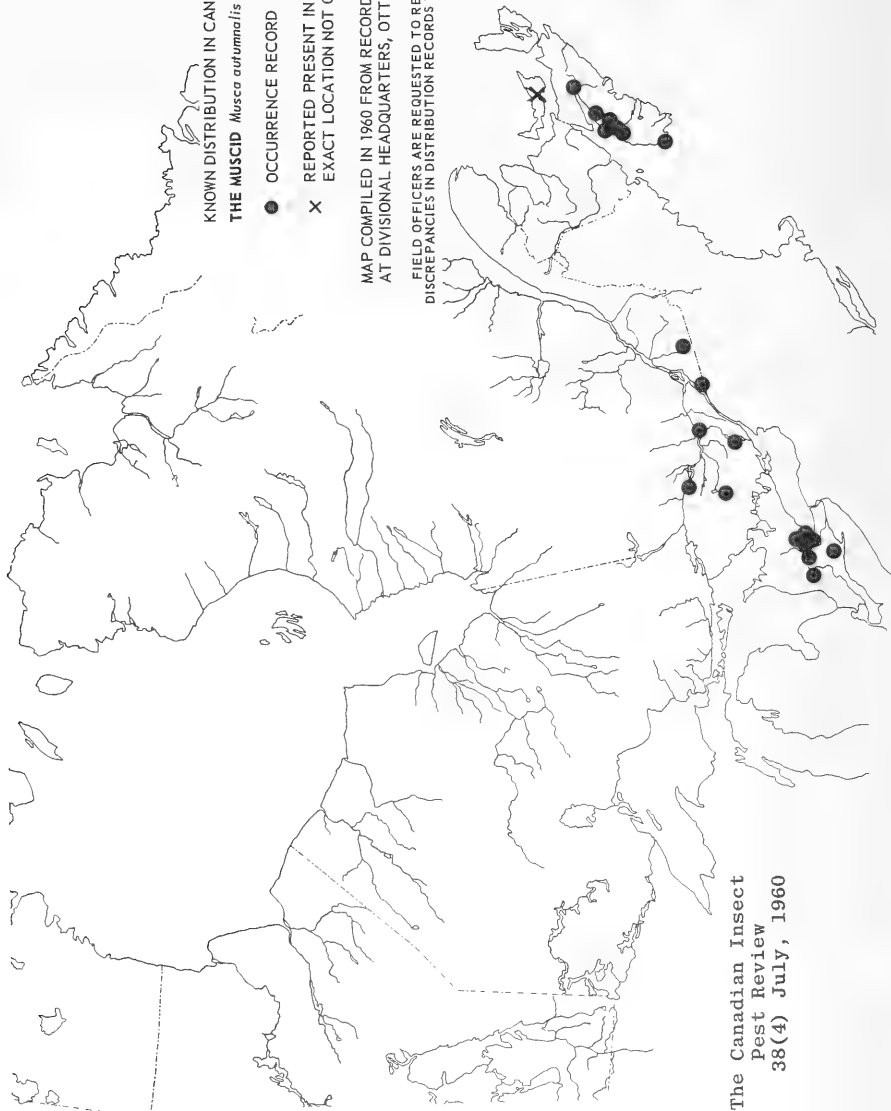 KNOWN DISTRIBUTION IN CAN
THE MUSCID Musca autumnalis
OCCURRENCE RECORD
X REPORTED PRESENT IN
EXACT LOCATION NOT
MAP COMPILED IN 1960 FROM RECORD
AT DIVISIONAL HEADQUARTERS, OTT
FIELD OFFICERS ARE REQUESTED TO RE
DISCREPANCIES IN DISTRIBUTION RECORDS
X
The Canadian Insect
Pest Review
38(4) July, 1960